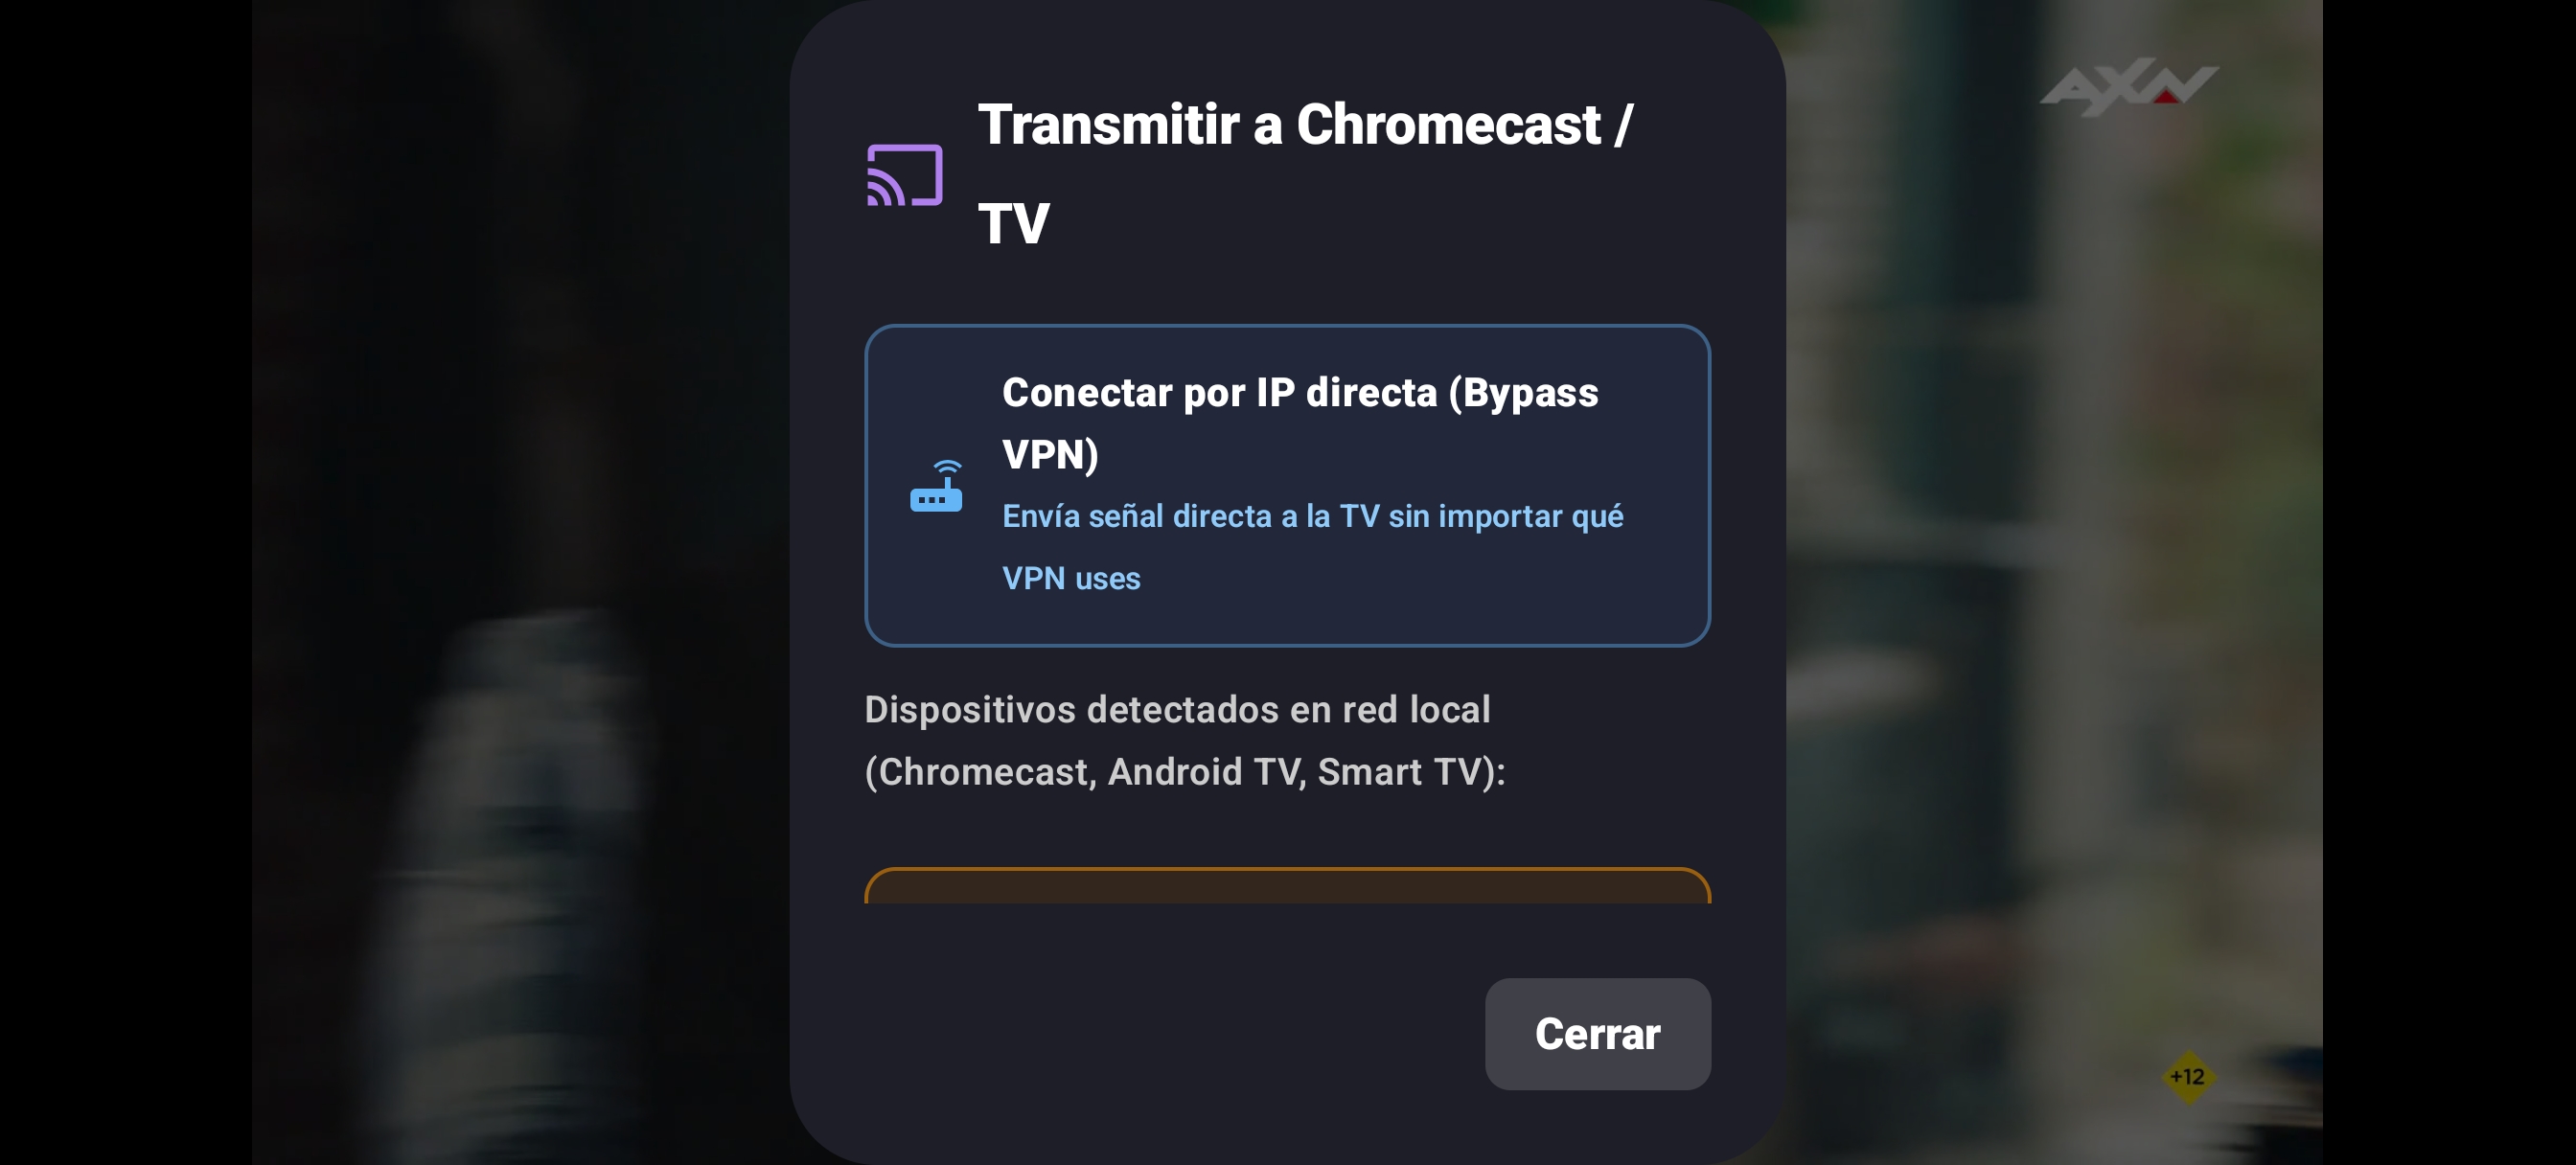 Transmitir a Chromecast /
TV
AXN
Conectar por IP directa (Bypass
VPN)
Envía señal directa a la TV sin importar qué
VPN uses
Dispositivos detectados en red local
(Chromecast, Android TV, Smart TV):
Cerrar
+12